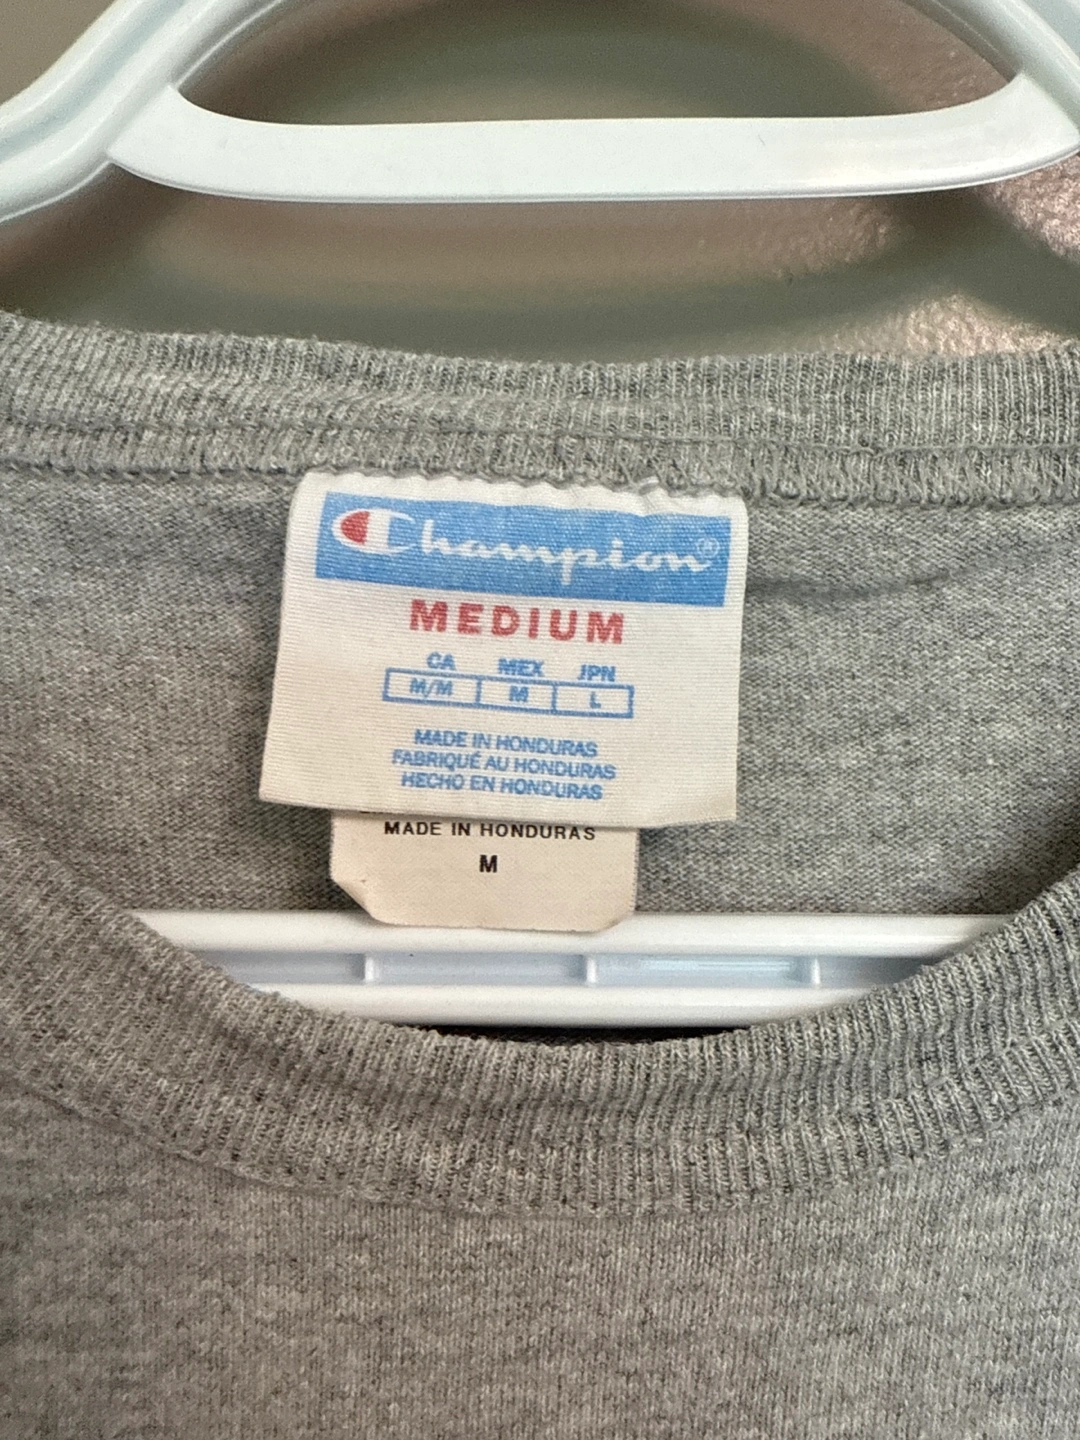 Champion®
MEDIUM
CA MEX JPN
M/M M L
MADE IN HONDURAS
FABRIQUÉ AU HONDURAS
HECHO EN HONDURAS
MADE IN HONDURAS
M